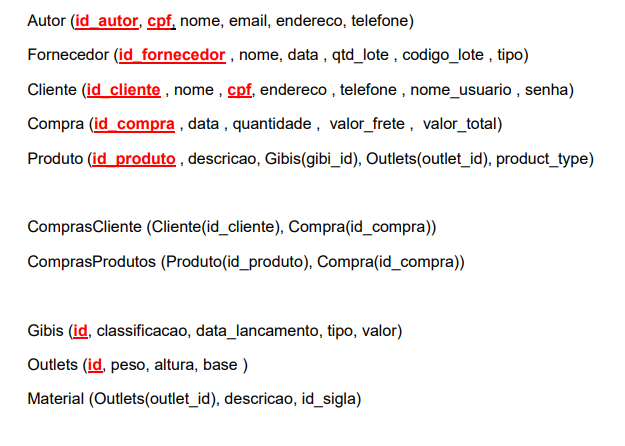 Autor (id_autor, cpf, nome, email, endereco, telefone)
Fornecedor (id_fornecedor , nome, data , qtd_lote , codigo_lote , tipo)
Cliente (id_cliente , nome , cpf, endereco , telefone , nome_usuario , senha)
Compra (id_compra , data , quantidade , valor_frete , valor_total)
Produto (id_produto , descricao, Gibis(gibi_id), Outlets(outlet_id), product_type)
ComprasCliente (Cliente(id_cliente), Compra(id_compra))
ComprasProdutos (Produto(id_produto), Compra(id_compra))
Gibis (id, classificacao, data_lancamento, tipo, valor)
Outlets (id, peso, altura, base )
Material (Outlets(outlet_id), descricao, id_sigla)